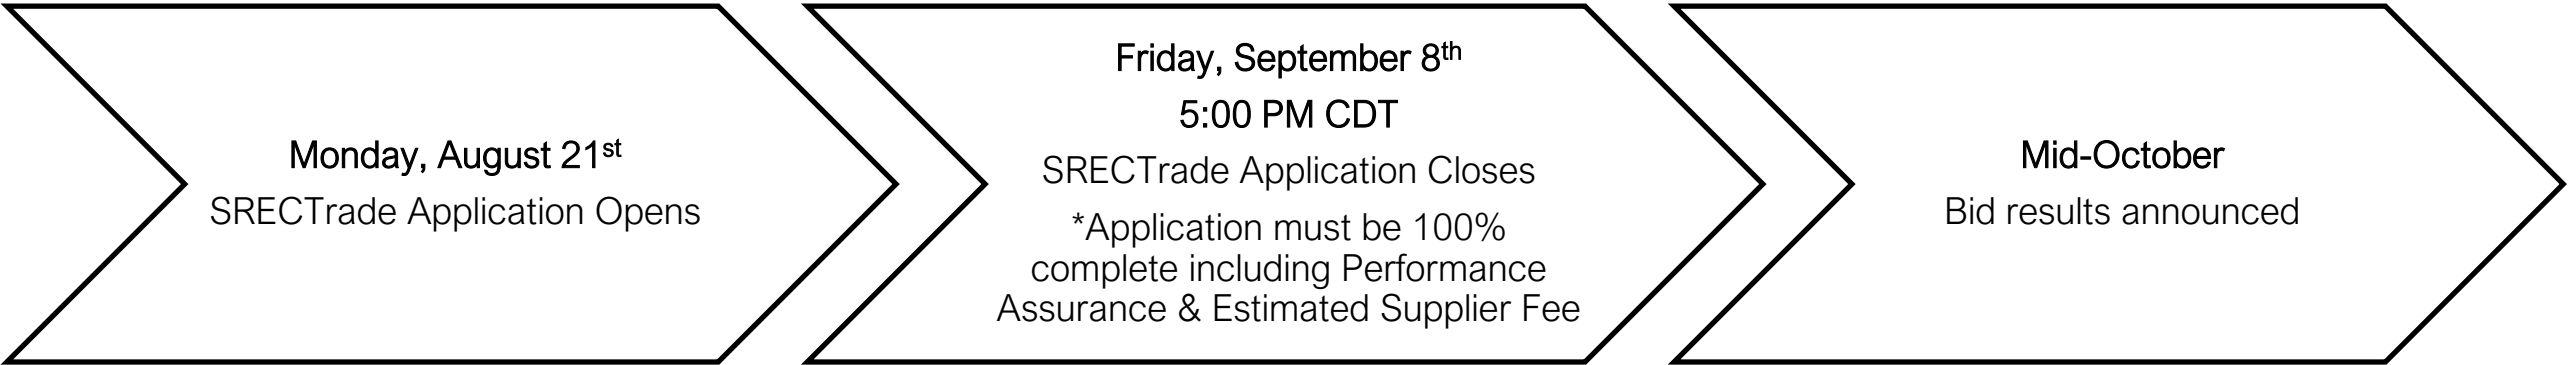 Monday, August 21st
SRECTrade Application Opens
Friday, September 8th
5:00 PM CDT
SRECTrade Application Closes
*Application must be 100%
complete including Performance
Assurance & Estimated Supplier Fee
Mid-October
Bid results announced